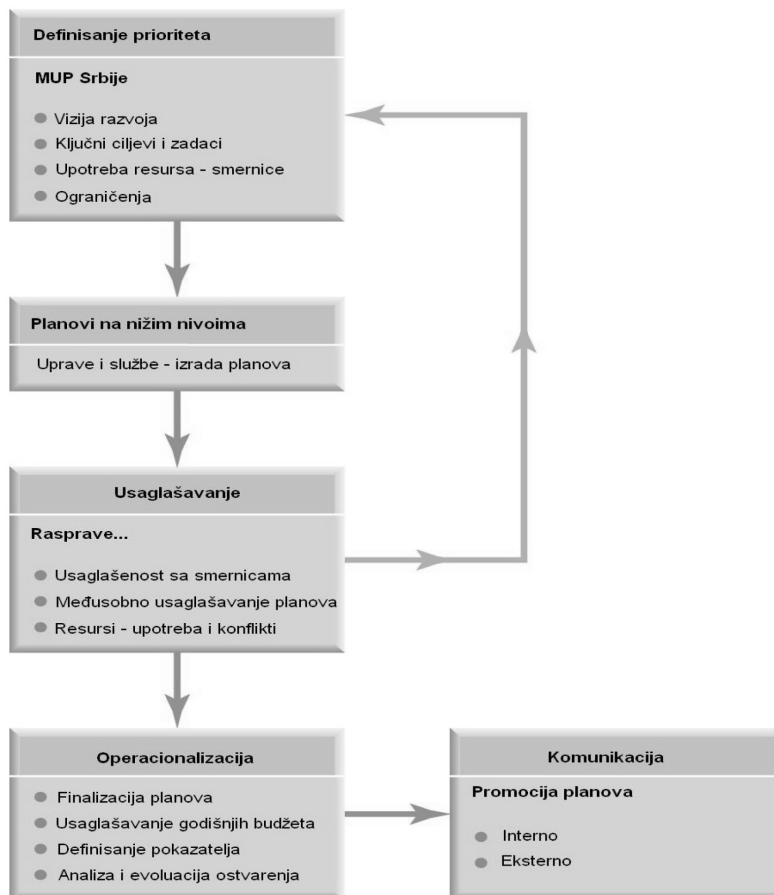 Definisanje prioriteta
MUP Srbije
Vizija razvoja
Ključni ciljevi i zadaci
Upotreba resursa - smernice
Ograničenja
Planovi na nižim nivoima
Uprave i službe - izrada planova
Usaglašavanje
Rasprave...
Usaglašenost sa smernicama
Međusobno usaglašavanje planova
Resursi - upotreba i konflikti
Operacionalizacija
Finalizacija planova
Usaglašavanje godišnjih budžeta
Definisanje pokazatelja
Analiza i evoluacija ostvarenja
Komunikacija
Promocija planova
Interno
Eksterno